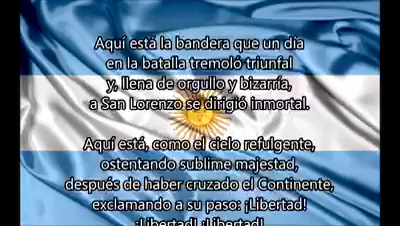 Aquí está la bandera que un día
en la batalla tremoló triunfal
y, llena de orgullo y bizarría,
a San Lorenzo se dirigió inmortal.
Aquí está, como el cielo refulgente,
ostentando sublime majestad,
después de haber cruzado el Continente,
exclamando a su paso: ¡Libertad!
¡Libertad! ¡Libertad!